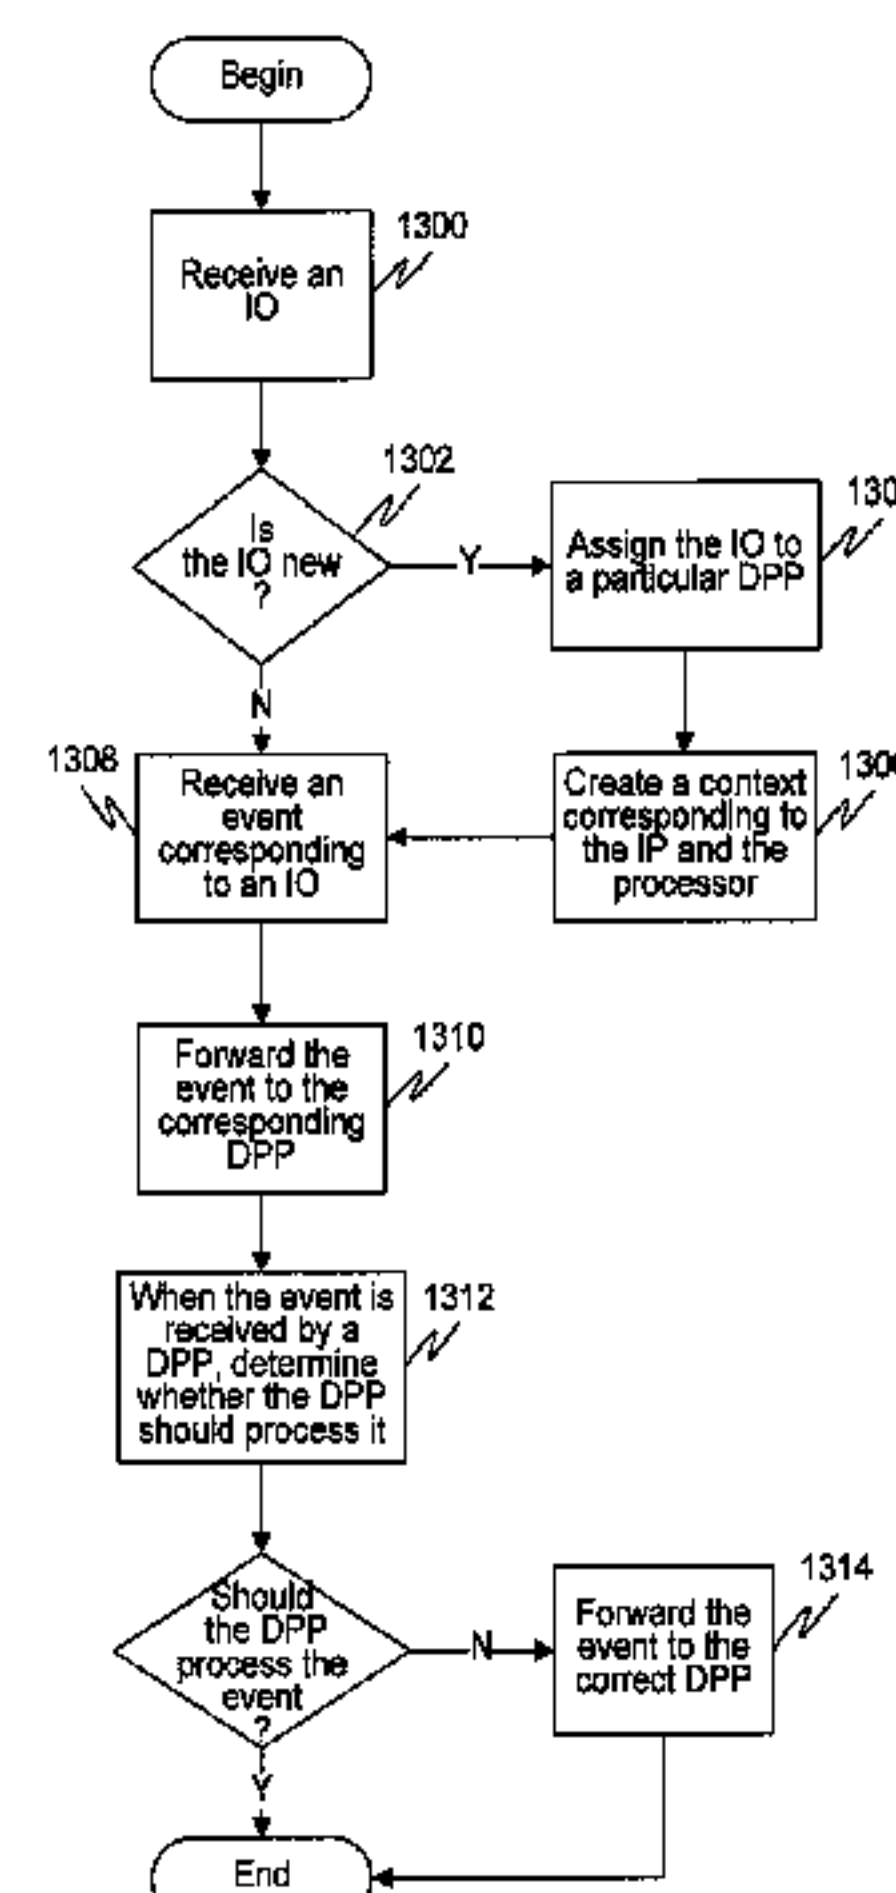 Begin
1300
Receive an
IO
1302
Is
the IO new
?
Y
130
Assign the IO to
a particular DPP
N
1308
Receive an
event
corresponding
to an IO
130
Create a context
corresponding to
the IP and the
processor
1310
Forward the
event to the
corresponding
DPP
1312
When the event is
received by a
DPP, determine
whether the DPP
should process it
Should
the DPP
process the
event
?
N
1314
Forward the
event to the
correct DPP
Y
End